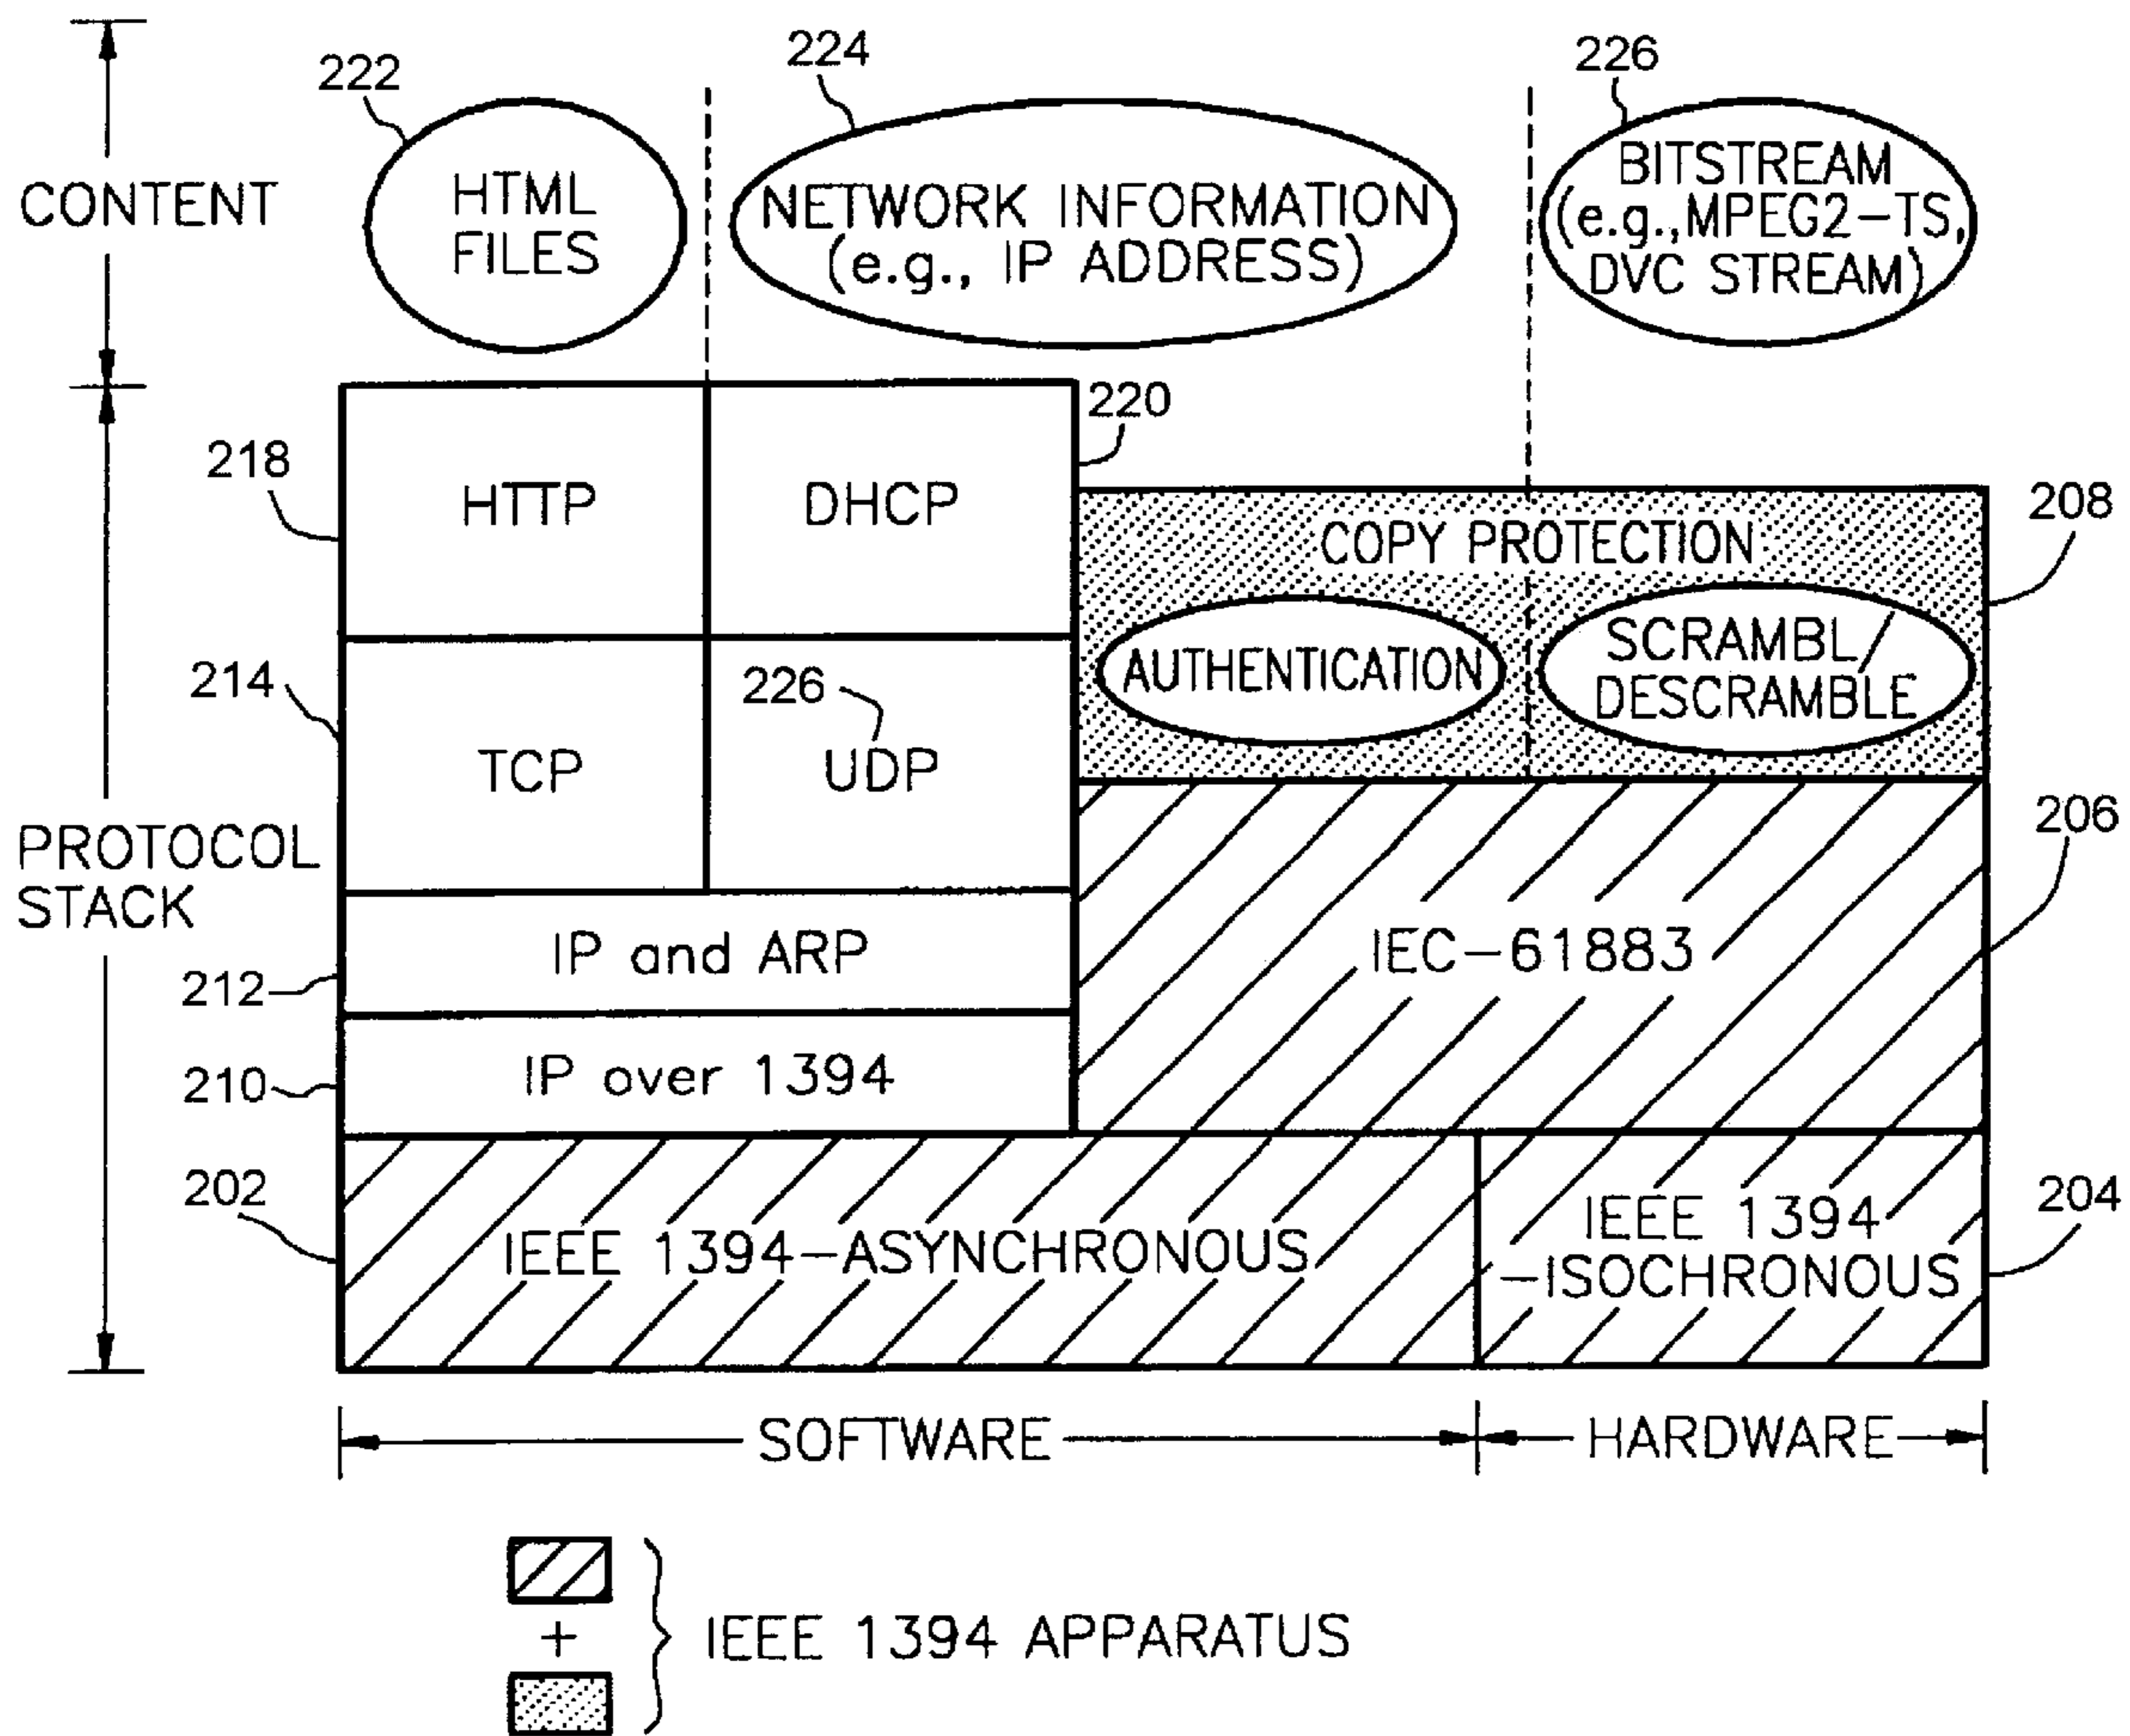 222
224
226
CONTENT
HTML
FILES
NETWORK INFORMATION
(e.g., IP ADDRESS)
BITSTREAM
(e.g.,MPEG2-TS,
DVC STREAM)
220
218
HTTP
DHCP
208
COPY PROTECTION
214
226
AUTHENTICATION
SCRAMBL/
DESCRAMBLE
TCP
UDP
206
PROTOCOL
STACK
IP and ARP
IEC-61883
212
210
IP over 1394
202
204
IEEE 1394-ASYNCHRONOUS
IEEE 1394
-ISOCHRONOUS
SOFTWARE
HARDWARE
+
IEEE 1394 APPARATUS